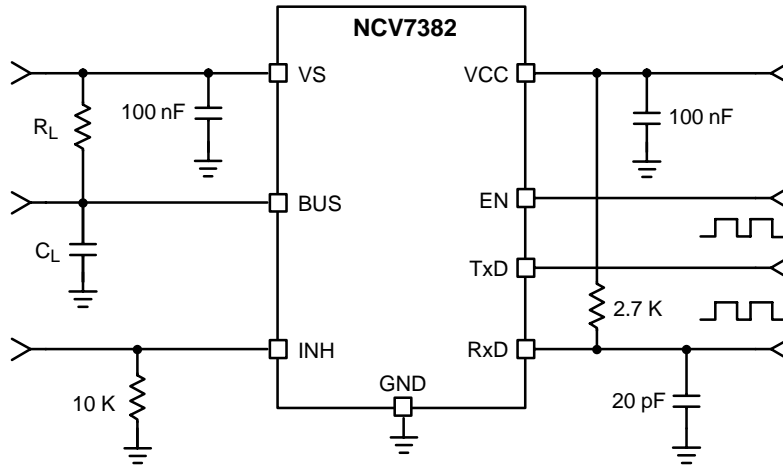 NCV7382
VS
VCC
100 nF
100 nF
RL
BUS
EN
CL
TxD
2.7 K
INH
RxD
GND
10 K
20 pF